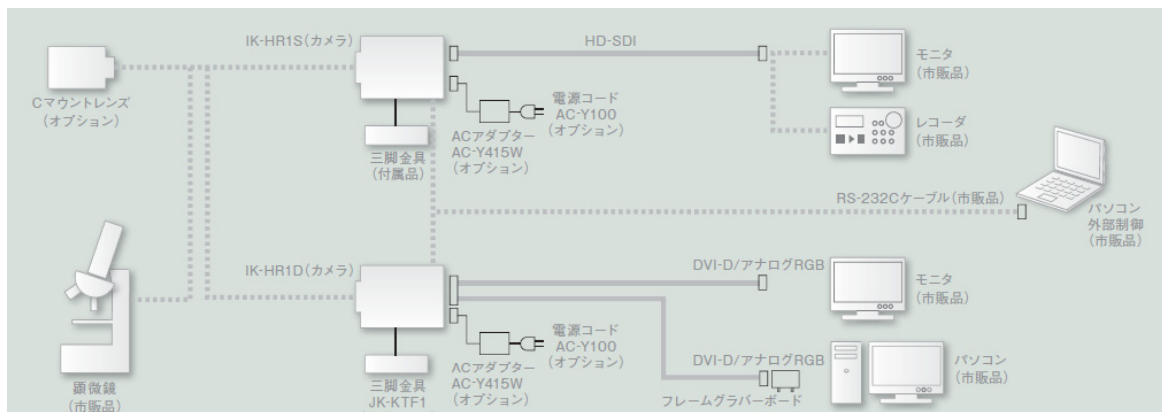 IK-HR1S(カメラ)
HD-SDI
Cマウントレンズ
(オプション)
電源コード
AC-Y100
(オプション)
ACアダプター
AC-Y415W
(オプション)
三脚金具
(付属品)
モニタ
(市販品)
レコーダ
(市販品)
RS-232Cケーブル(市販品)
パソコン
外部制御
(市販品)
IK-HR1D(カメラ)
DVI-D/アナログRGB
モニタ
(市販品)
電源コード
AC-Y100
(オプション)
ACアダプター
AC-Y415W
(オプション)
三脚金具
JK-KTF1
DVI-D/アナログRGB
フレームグラバーボード
パソコン
(市販品)
顕微鏡
(市販品)